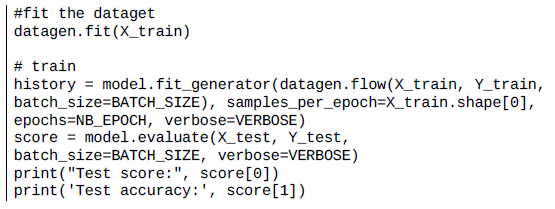 #fit the dataget
datagen.fit(X_train)
# train
history = model.fit_generator(datagen.flow(X_train, Y_train,
batch_size=BATCH_SIZE), samples_per_epoch=X_train.shape[0],
epochs=NB_EPOCH, verbose=VERBOSE)
score = model.evaluate(X_test, Y_test,
batch_size=BATCH_SIZE, verbose=VERBOSE)
print("Test score:", score[0])
print('Test accuracy:', score[1])